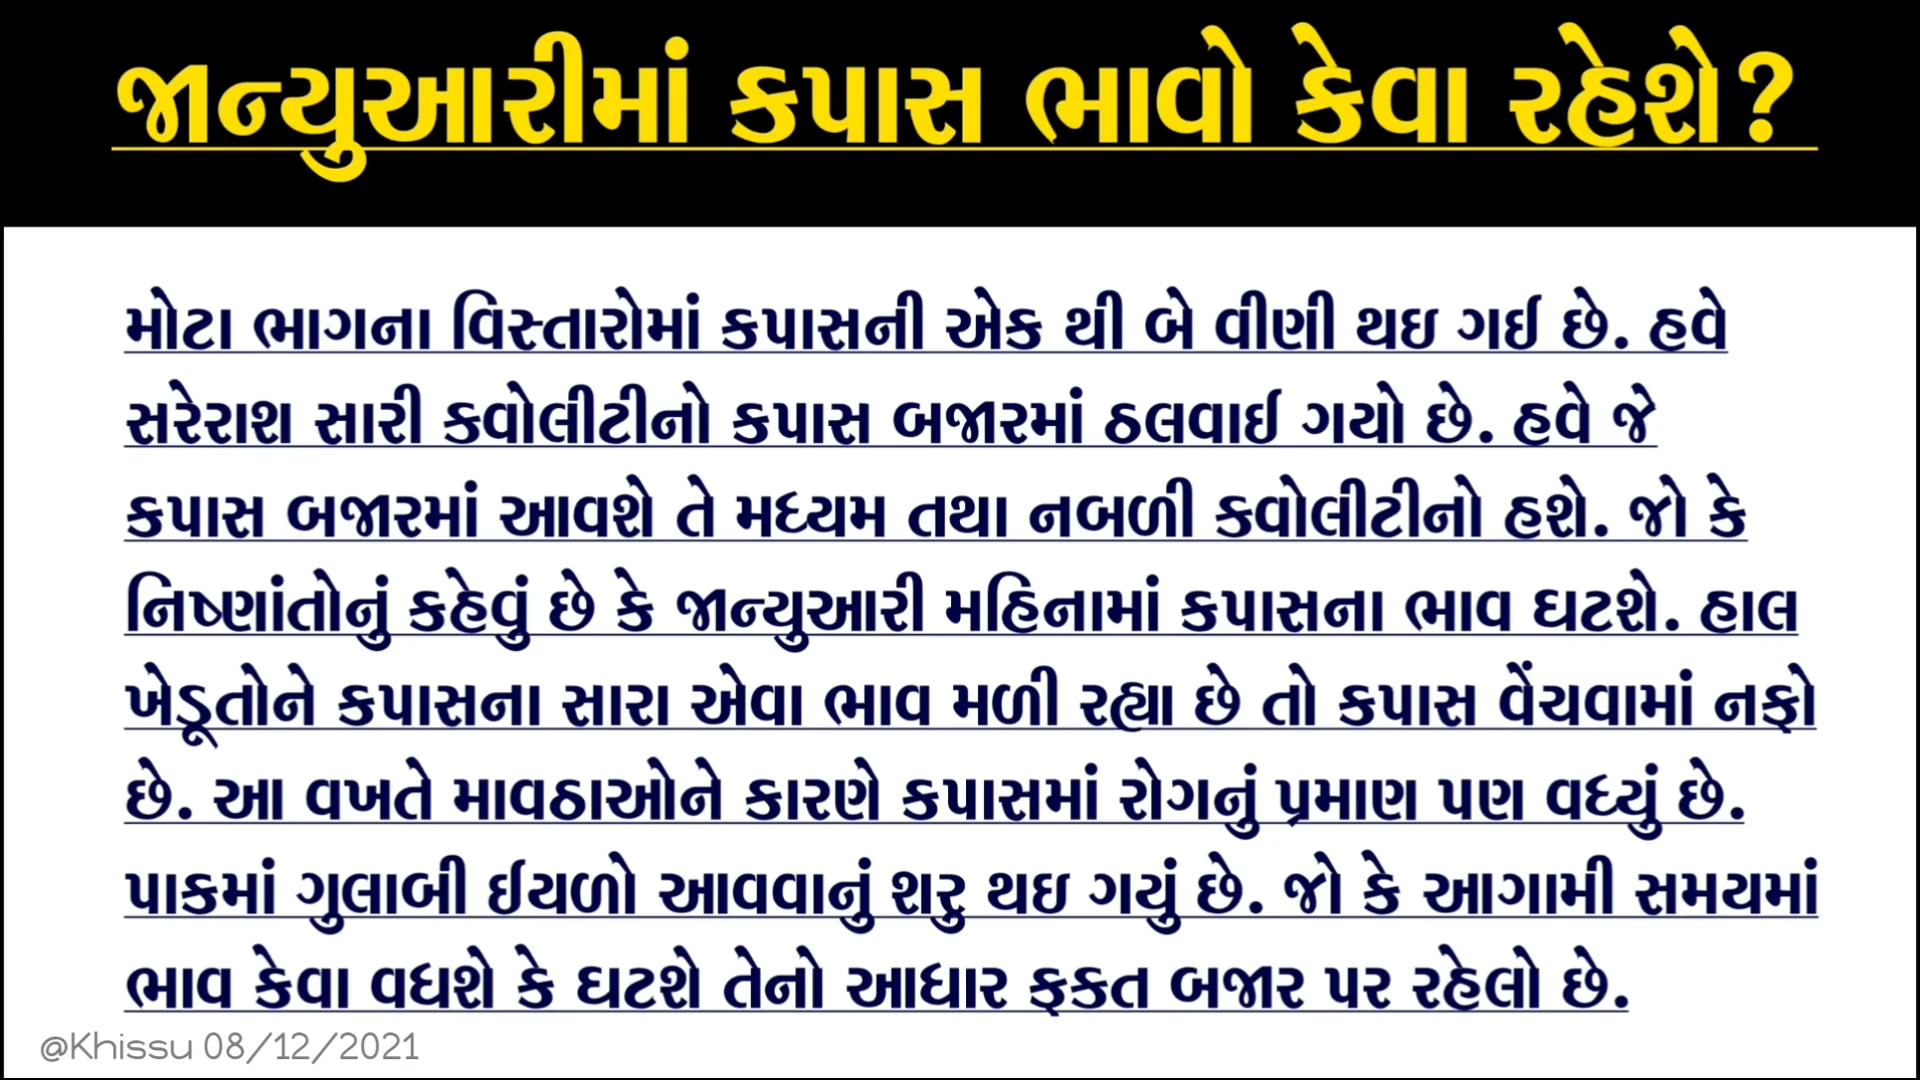 જાન્યુઆરીમાં કપાસ ભાવો કેવા રહેશે?
મોટા ભાગના વિસ્તારોમાં કપાસની એક થી બે વીણી થઇ ગઈ છે. હવે
સરેરાશ સારી કવોલીટીનો કપાસ બજારમાં ઠલવાઈ ગયો છે. હવે જે
કપાસ બજારમાં આવશે તે મધ્યમ તથા નબળી કવોલીટીનો હશે. જો કે
નિષ્ણાંતોનું કહેવું છે કે જાન્યુઆરી મહિનામાં કપાસના ભાવ ઘટશે. હાલ
ખેડૂતોને કપાસના સારા એવા ભાવ મળી રહ્યા છે તો કપાસ વેંચવામાં નફો
છે. આ વખતે માવઠાઓને કારણે કપાસમાં રોગનું પ્રમાણ પણ વધ્યું છે.
પાકમાં ગુલાબી ઈયળો આવવાનું શરુ થઇ ગયું છે. જો કે આગામી સમયમાં
ભાવ કેવા વધશે કે ઘટશે તેનો આધાર ફકત બજાર પર રહેલો છે.
@Khissu 08/12/2021